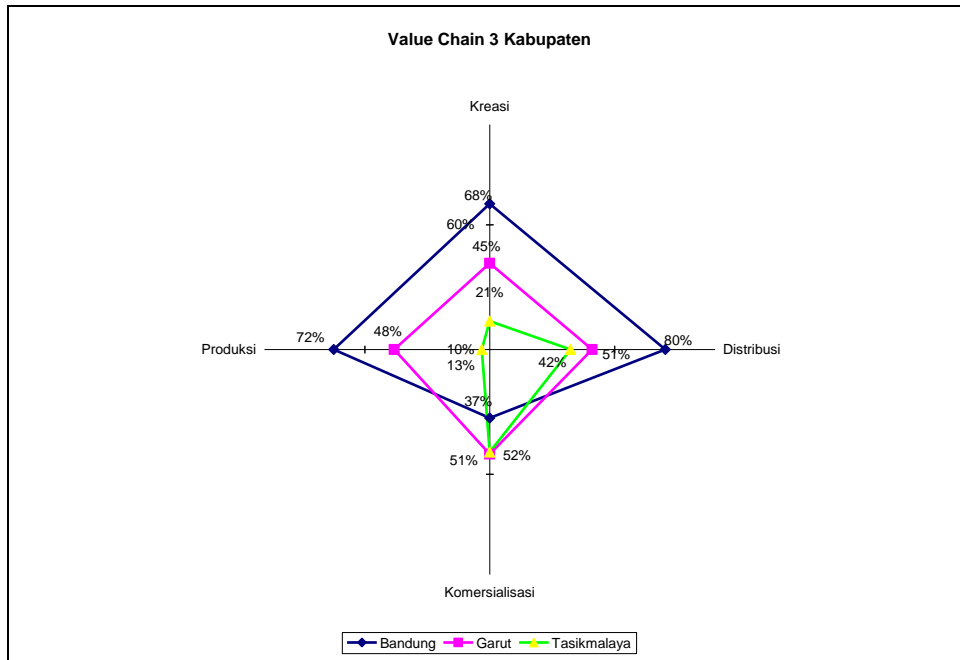 Value Chain 3 Kabupaten
Kreasi
68%
60%
45%
21%
Produksi
72%
48%
10%
13%
42%
51%
80%
Distribusi
37%
51%
52%
Komersialisasi
Bandung Garut Tasikmalaya